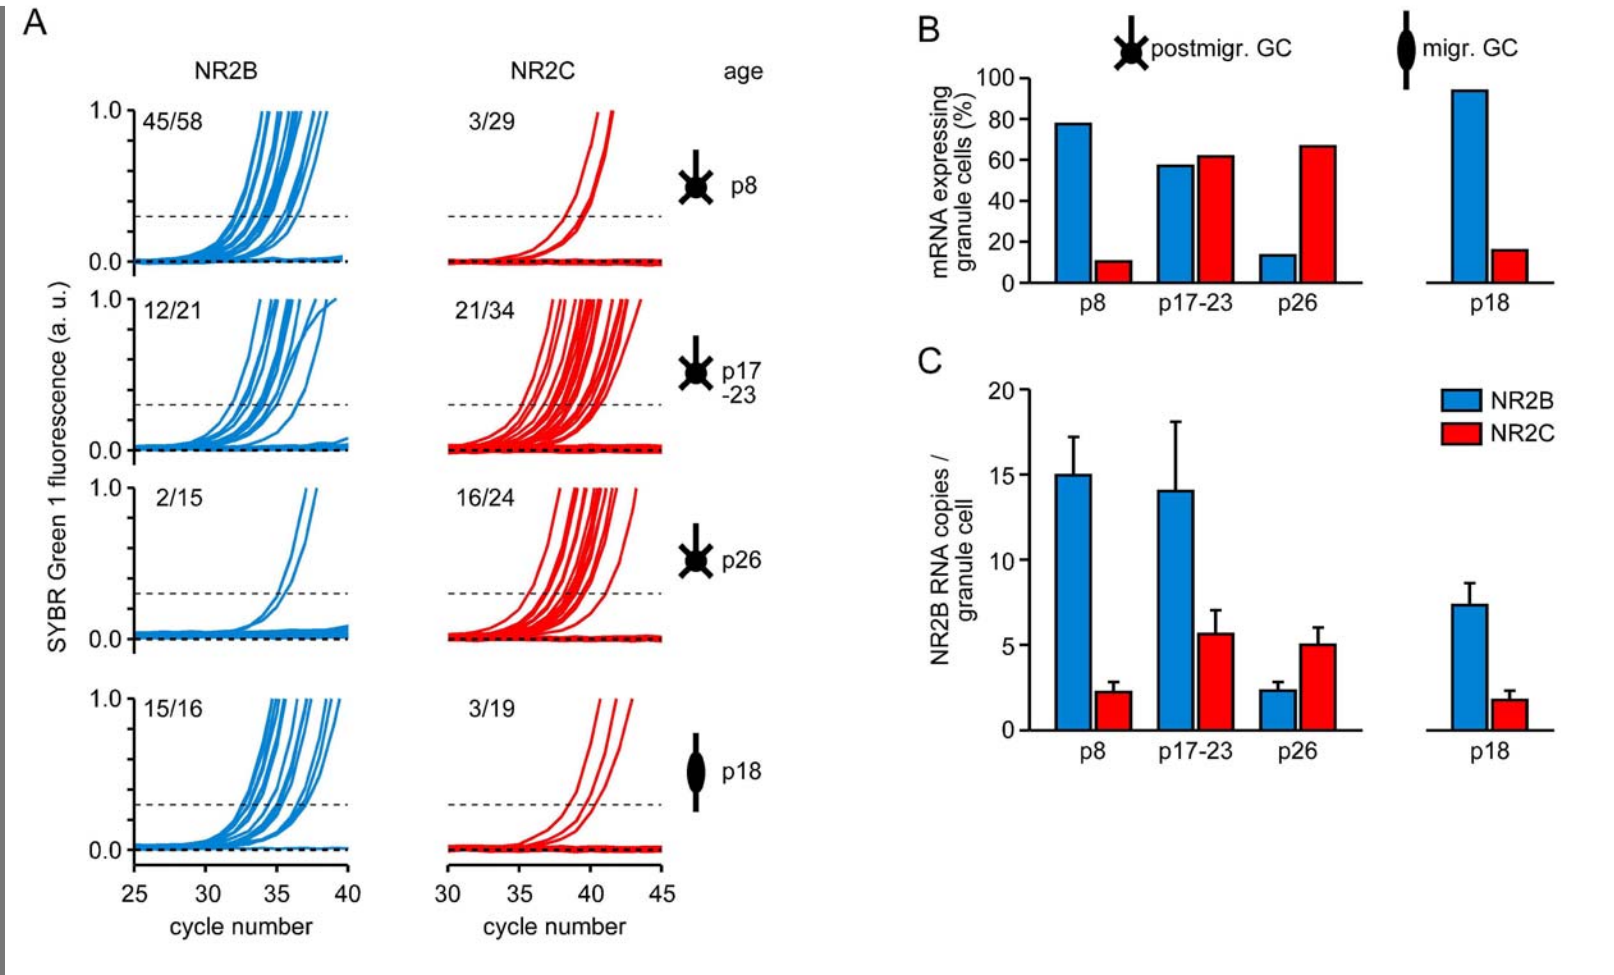 A
NR2B NR2C age
SYBR Green 1 fluorescence (a. u.)
1.0 45/58 3/29
p8
0.0
1.0 12/21 21/34
p17
-23
0.0
1.0 2/15 16/24
p26
0.0
1.0 15/16 3/19
p18
0.0
25 30 35 40 30 35 40 45
cycle number cycle number
B
postmigr. GC migr. GC
mRNA expressing
granule cells (%)
100
80
60
40
20
0
p8 p17-23 p26 p18
C
NR2B RNA copies /
granule cell
20
15
10
5
0
NR2B
NR2C
p8 p17-23 p26 p18